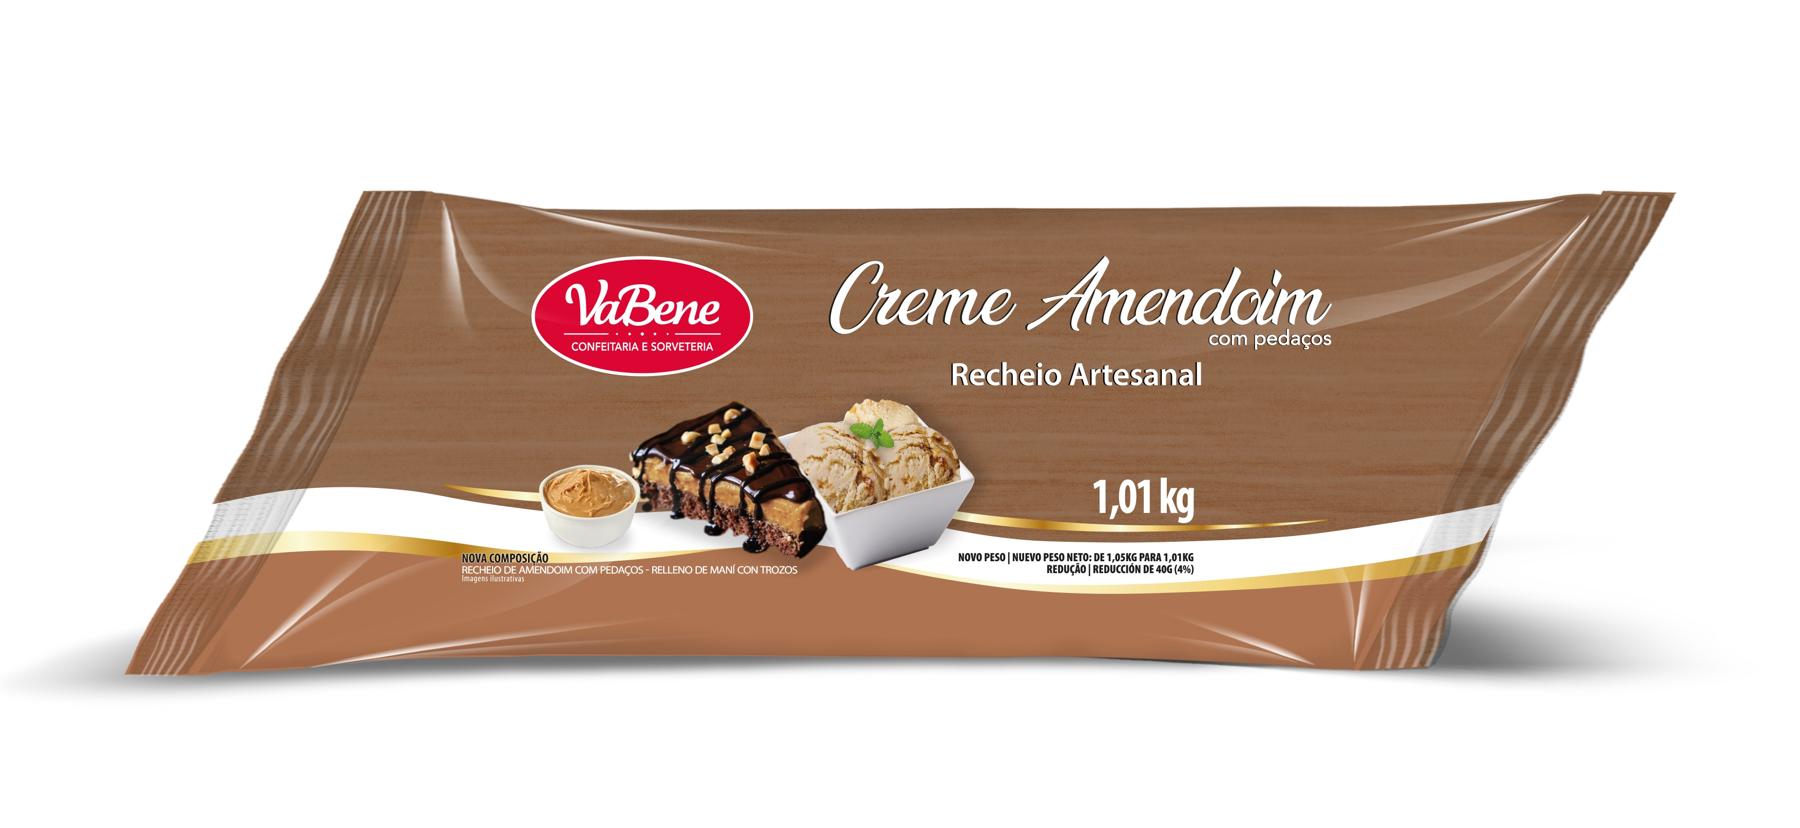 VaBene
CONFEITARIA E SORVETERIA
Creme Amendoim
com pedaços
Recheio Artesanal
1,01 kg
NOVA COMPOSIÇÃO
RECHEIO DE AMENDOIM COM PEDAÇOS - RELLENO DE MANÍ CON TROZOS
Imagens ilustrativas
NOVO PESO | NUEVO PESO NETO: DE 1,05KG PARA 1,01KG
REDUÇÃO | REDUCCIÓN DE 40G (4%)